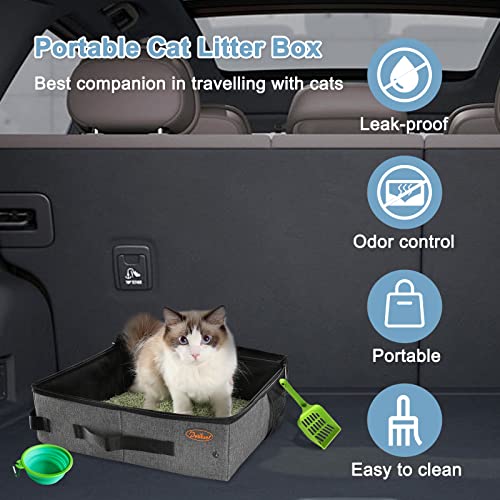 Portable Cat Litter Box
Best companion in travelling with cats
Leak-proof
Odor control
Portable
Easy to clean